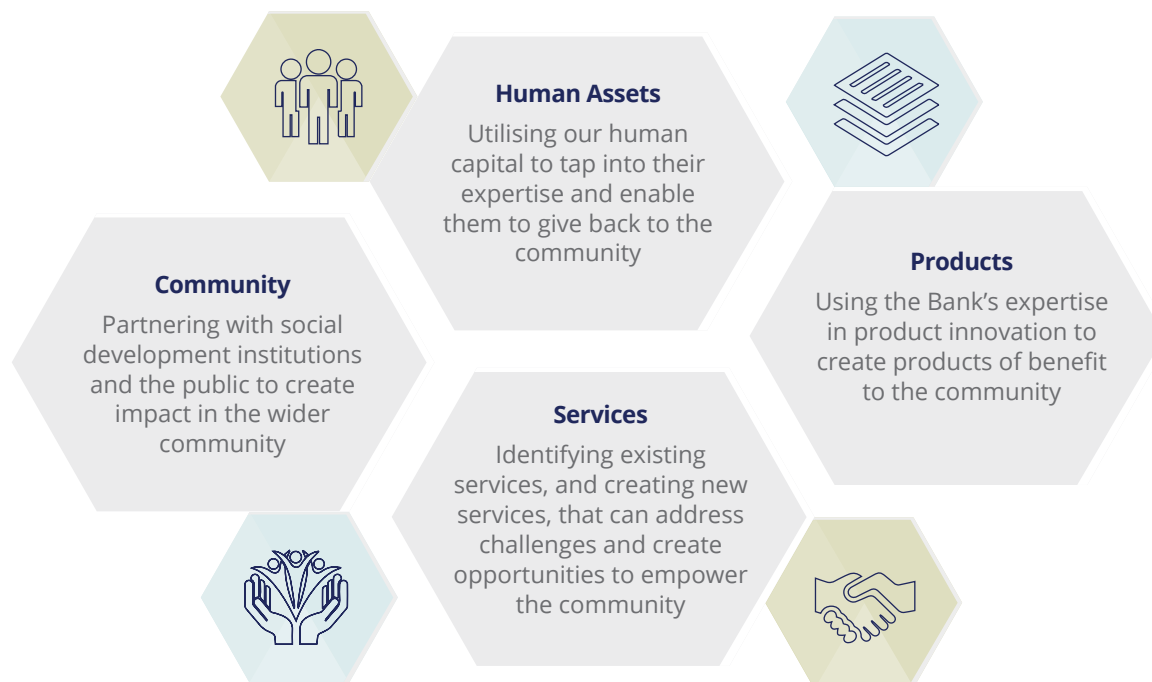 Human Assets
Utilising our human
capital to tap into their
expertise and enable
them to give back to the
community
Products
Using the Bank’s expertise
in product innovation to
create products of benefit
to the community
Community
Partnering with social
development institutions
and the public to create
impact in the wider
community
Services
Identifying existing
services, and creating new
services, that can address
challenges and create
opportunities to empower
the community